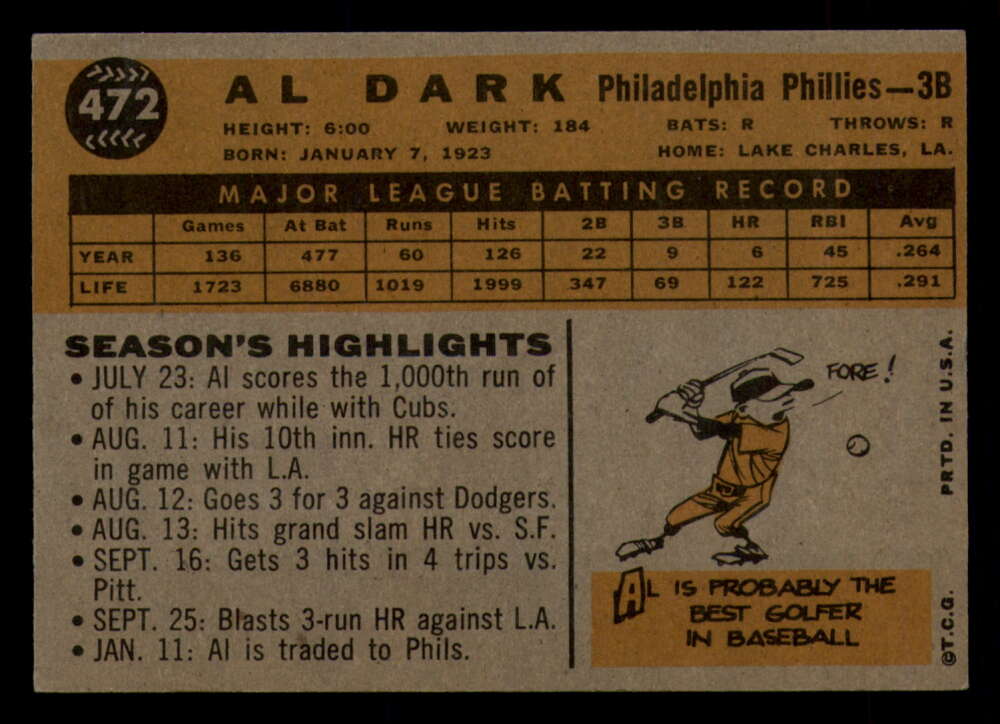 472
AL DARK Philadelphia Phillies—3B
HEIGHT: 6:00 WEIGHT: 184 BATS: R THROWS: R
BORN: JANUARY 7, 1923 HOME: LAKE CHARLES, LA.
MAJOR LEAGUE BATTING RECORD
Games At Bat Runs Hits 2B 3B HR RBI Avg
YEAR 136 477 60 126 22 9 6 45 .264
LIFE 1723 6880 1019 1999 347 69 122 725 .291
SEASON'S HIGHLIGHTS
• JULY 23: Al scores the 1,000th run of
of his career while with Cubs.
• AUG. 11: His 10th inn. HR ties score
in game with L.A.
• AUG. 12: Goes 3 for 3 against Dodgers.
• AUG. 13: Hits grand slam HR vs. S.F.
• SEPT. 16: Gets 3 hits in 4 trips vs.
Pitt.
• SEPT. 25: Blasts 3-run HR against L.A.
• JAN. 11: Al is traded to Phils.
FORE!
AL IS PROBABLY THE
BEST GOLFER
IN BASEBALL
©T.C.G. PRTD. IN U.S.A.